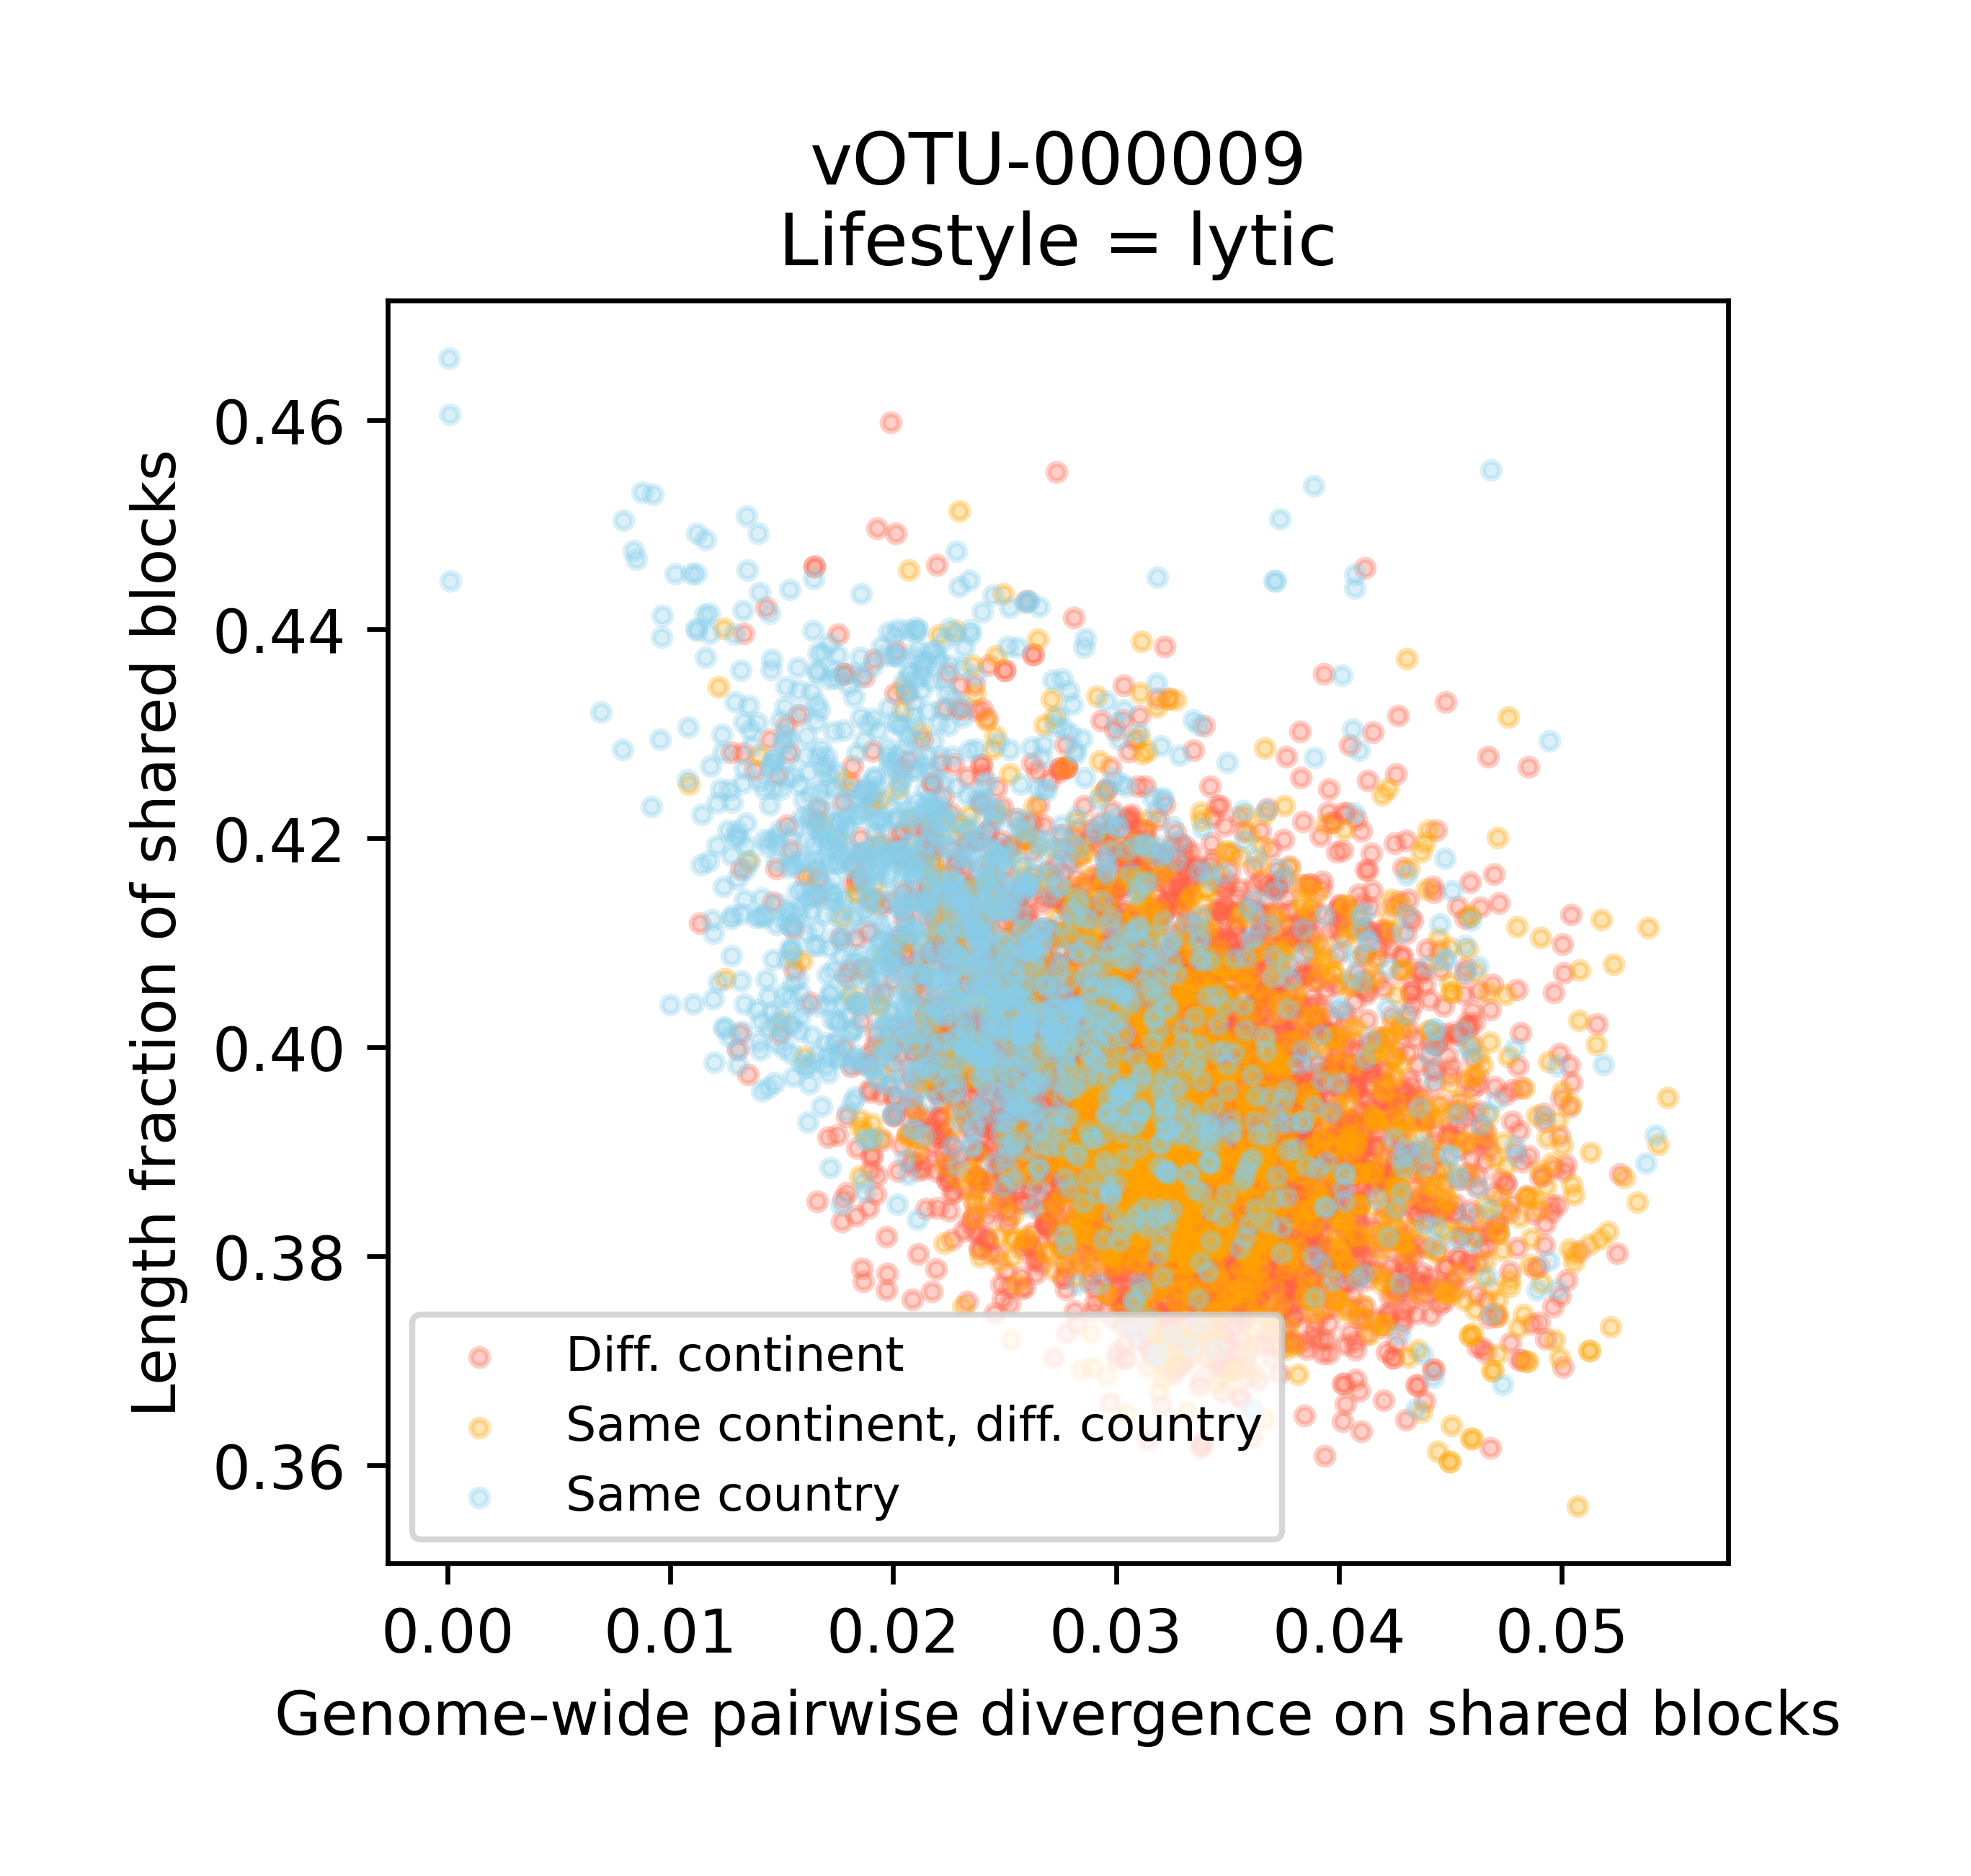 vOTU-000009
Lifestyle = lytic
Length fraction of shared blocks
0.46
0.44
0.42
0.40
0.38
0.36
Diff. continent
Same continent, diff. country
Same country
0.00 0.01 0.02 0.03 0.04 0.05
Genome-wide pairwise divergence on shared blocks